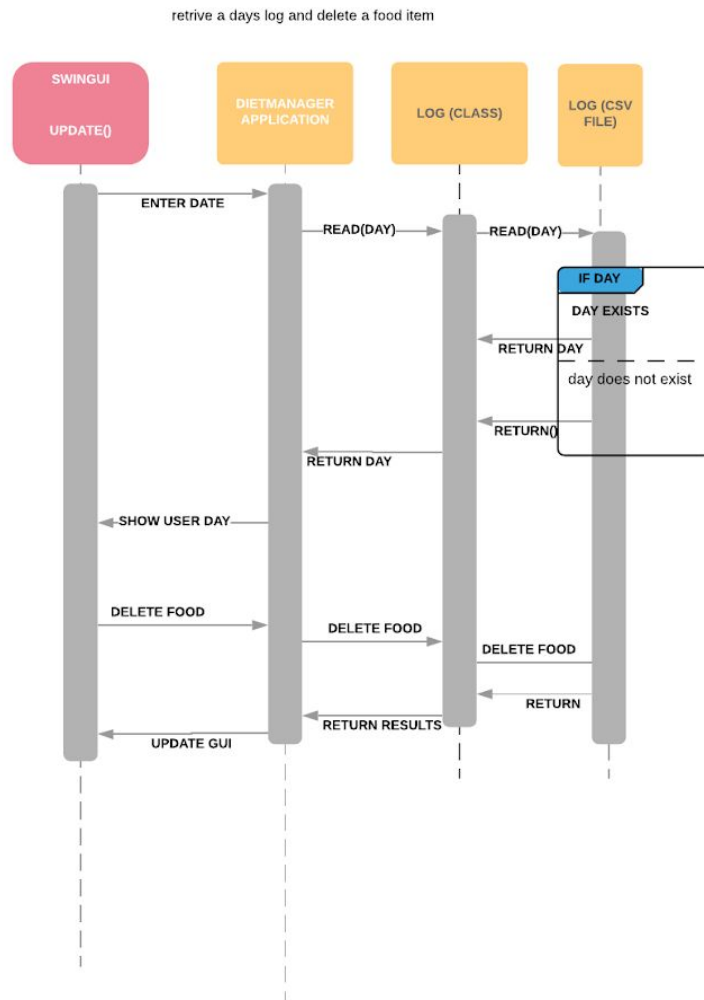 retrive a days log and delete a food item
SWINGUI
UPDATE()
DIETMANAGER
APPLICATION
LOG (CLASS)
LOG (CSV
FILE)
ENTER DATE
READ(DAY)
READ(DAY)
IF DAY
DAY EXISTS
RETURN DAY
day does not exist
RETURN()
RETURN DAY
SHOW USER DAY
DELETE FOOD
DELETE FOOD
DELETE FOOD
RETURN
RETURN RESULTS
UPDATE GUI